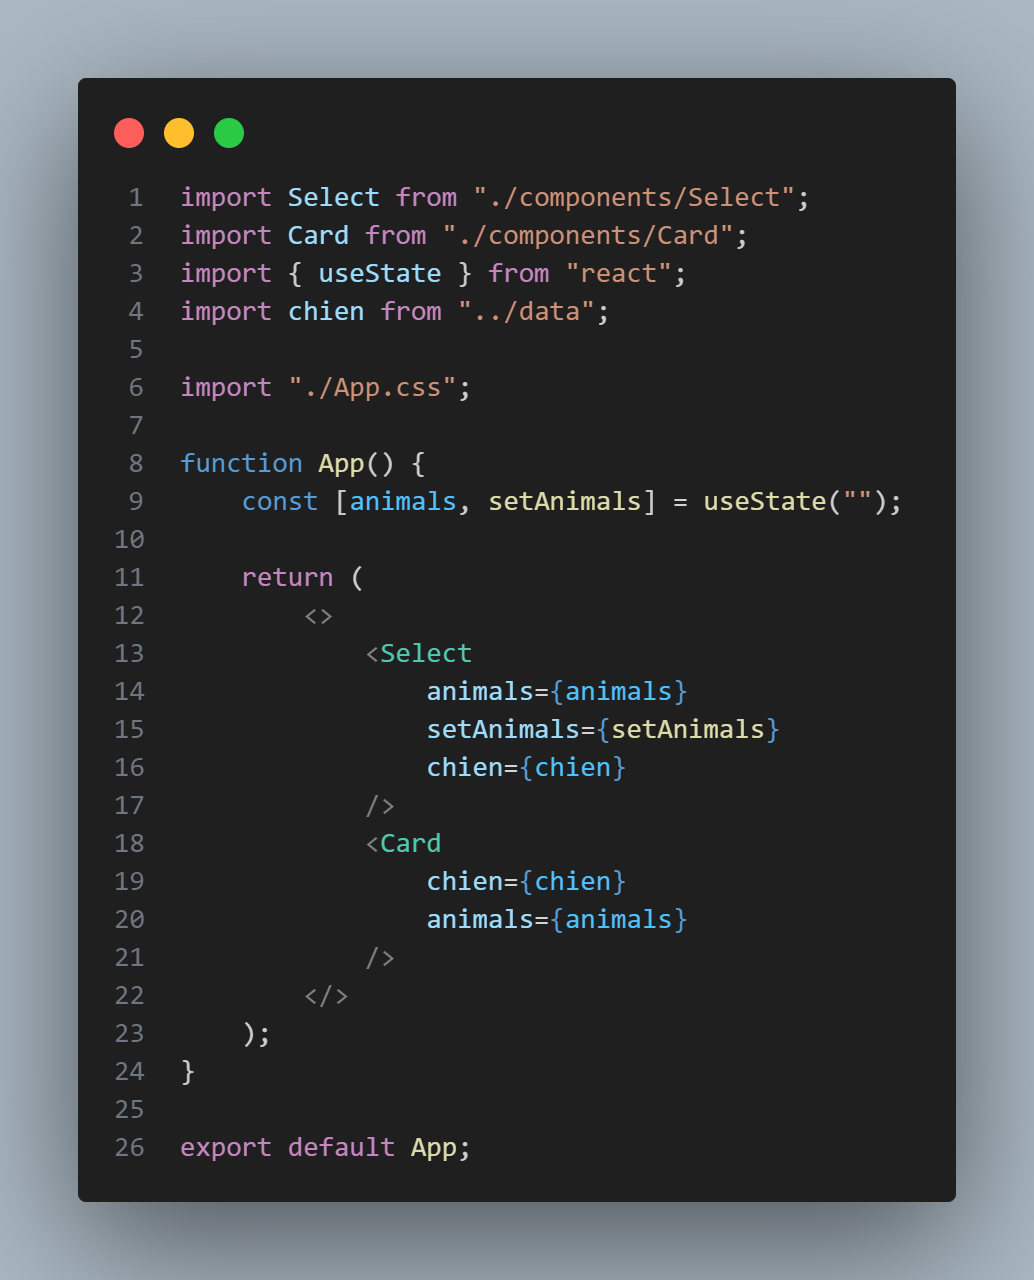 1 import Select from "./components/Select";
2 import Card from "./components/Card";
3 import { useState } from "react";
4 import chien from "../data";
5
6 import "./App.css";
7
8 function App() {
9     const [animals, setAnimals] = useState("");
10
11     return (
12         <>
13             <Select
14                 animals={animals}
15                 setAnimals={setAnimals}
16                 chien={chien}
17             />
18             <Card
19                 chien={chien}
20                 animals={animals}
21             />
22         </>
23     );
24 }
25
26 export default App;